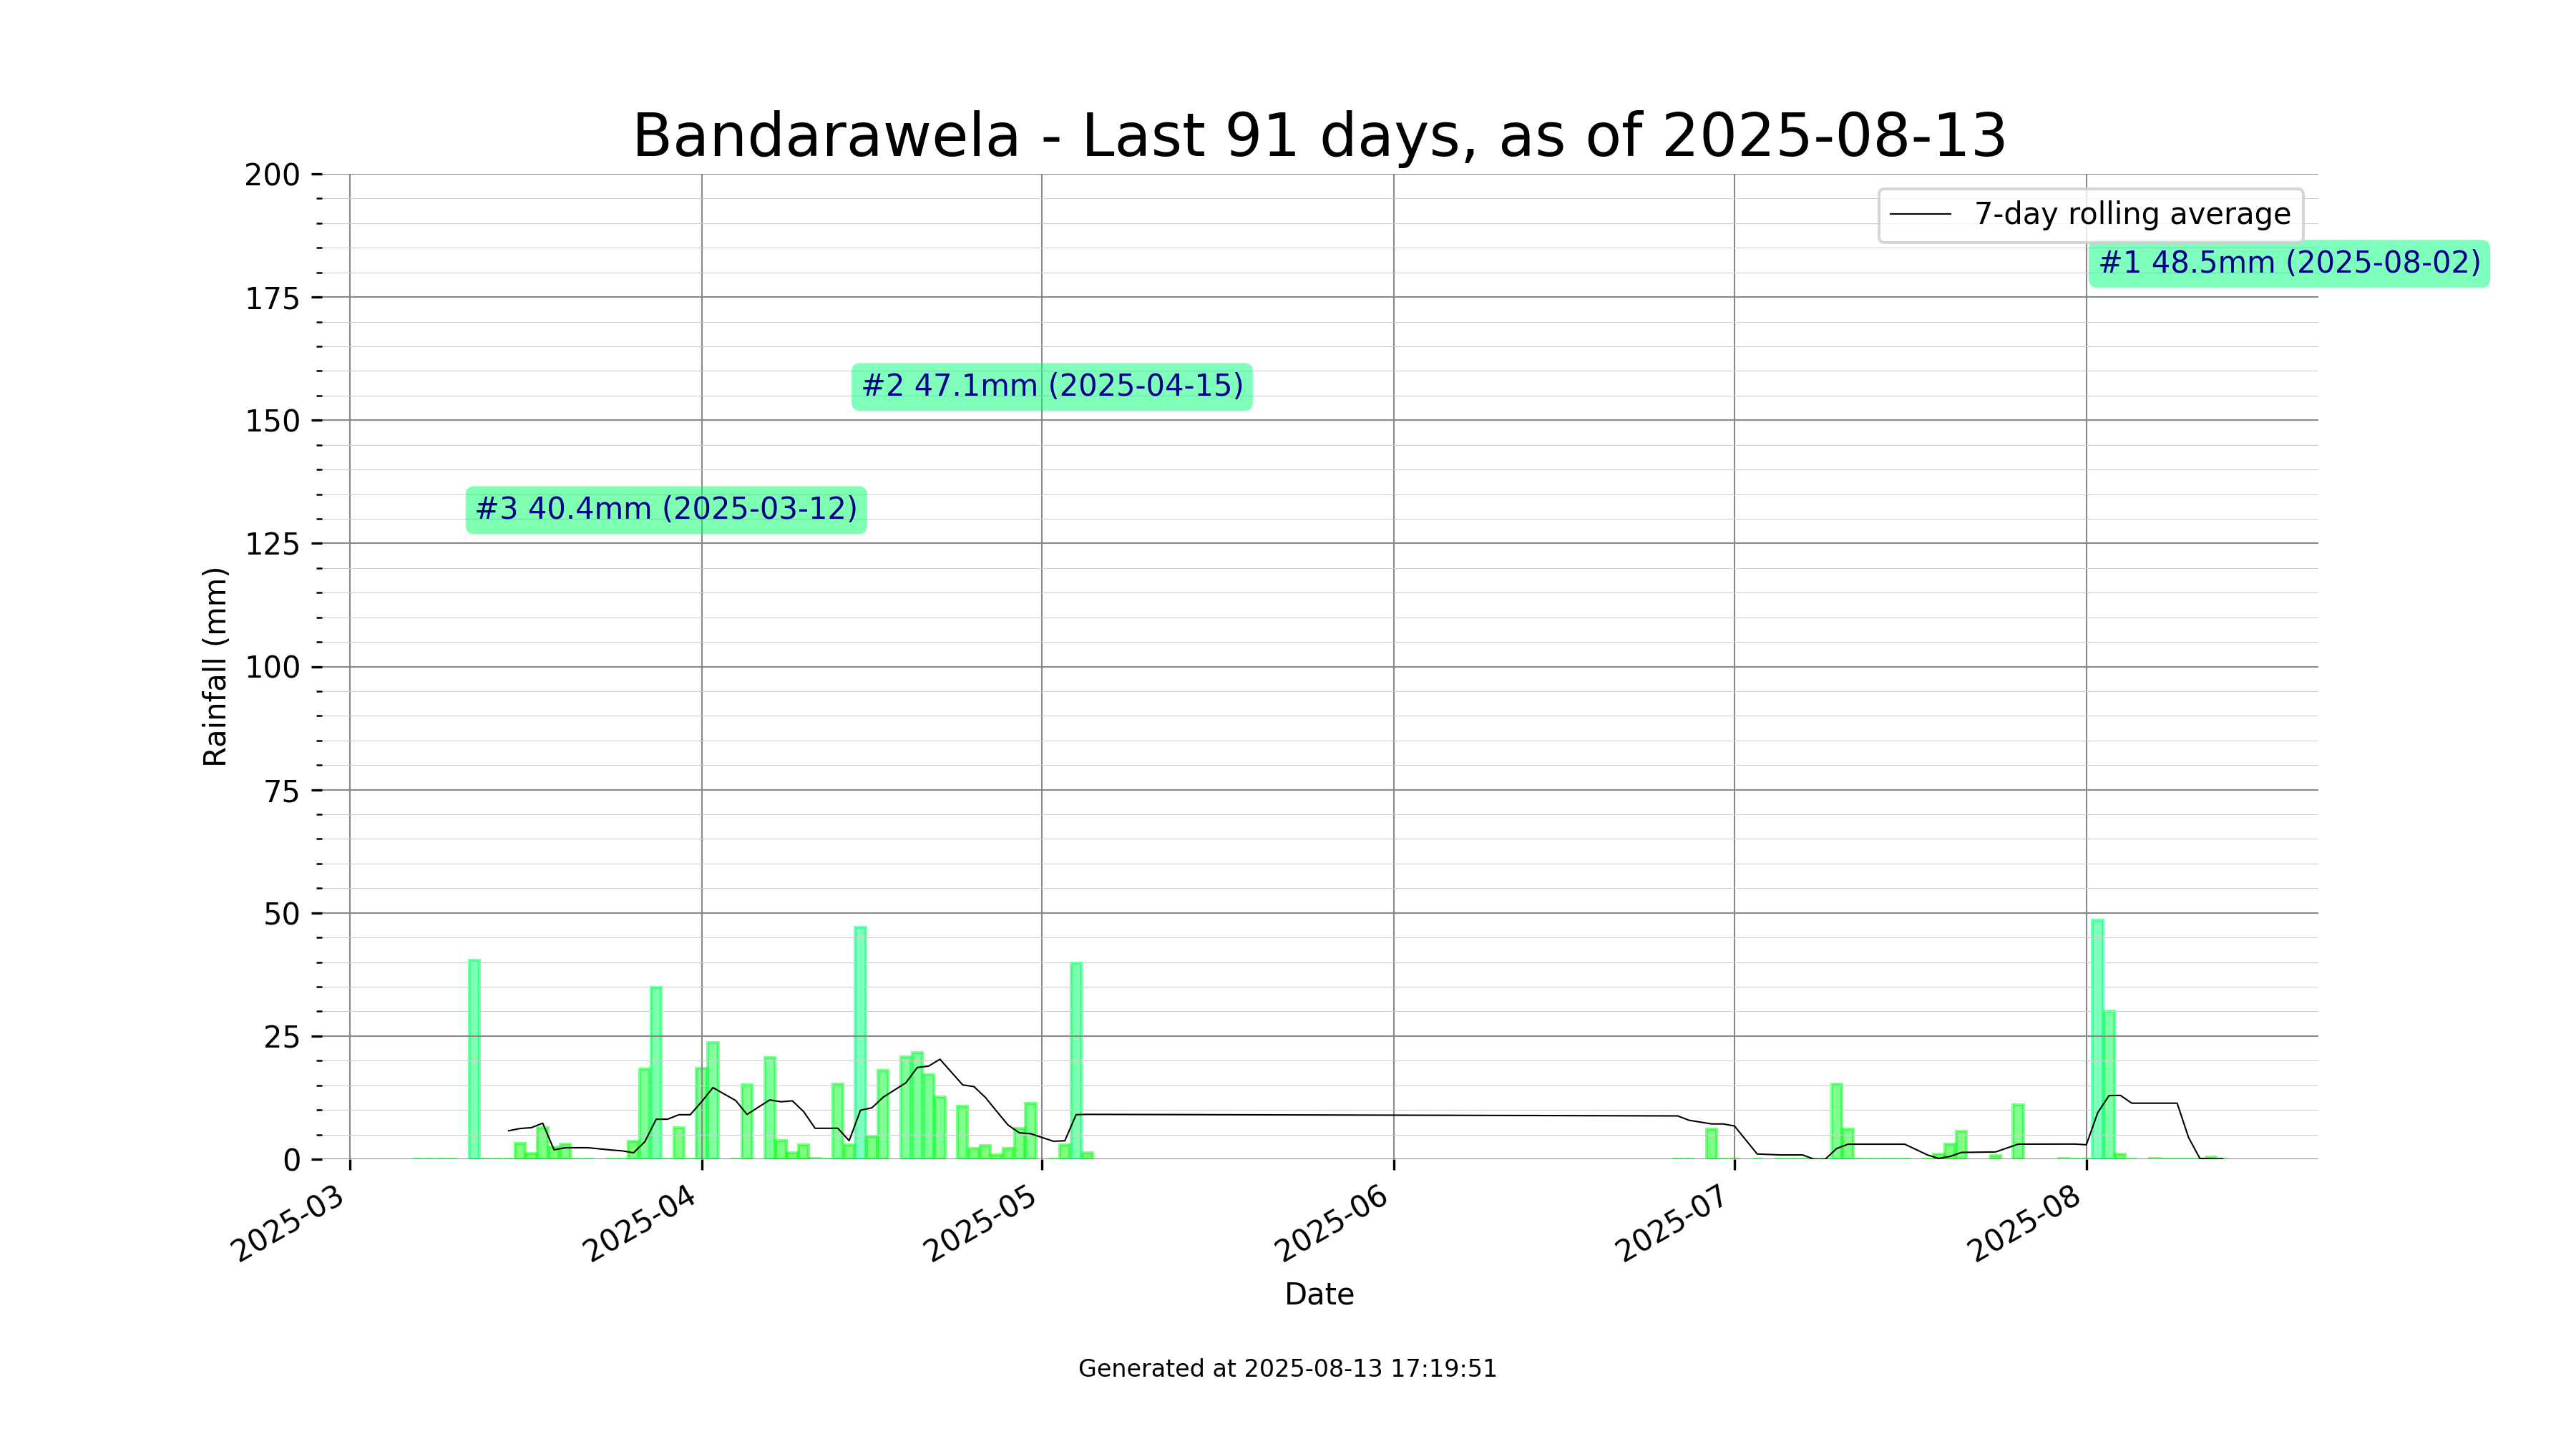 Bandarawela - Last 91 days, as of 2025-08-13
200
175
150
125
100
75
50
25
0
Rainfall (mm)
7-day rolling average
#1 48.5mm (2025-08-02)
#2 47.1mm (2025-04-15)
#3 40.4mm (2025-03-12)
2025-03
2025-04
2025-05
2025-06
2025-07
2025-08
Date
Generated at 2025-08-13 17:19:51